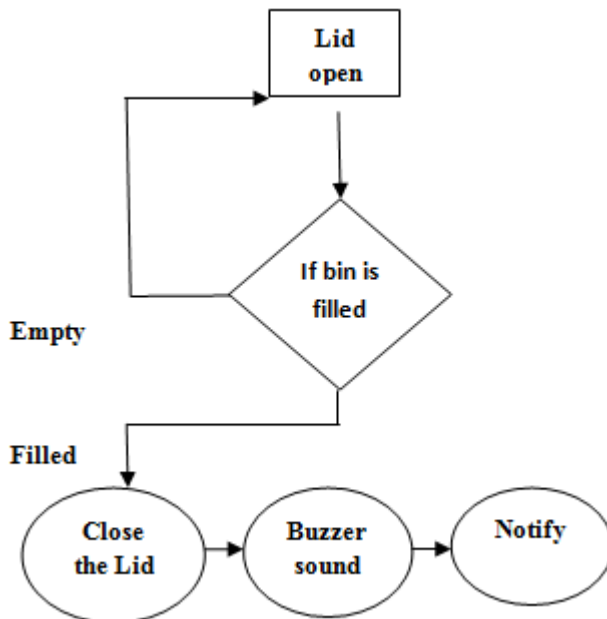 Lid
open
If bin is
filled
Empty
Filled
Close
the Lid
Buzzer
sound
Notify